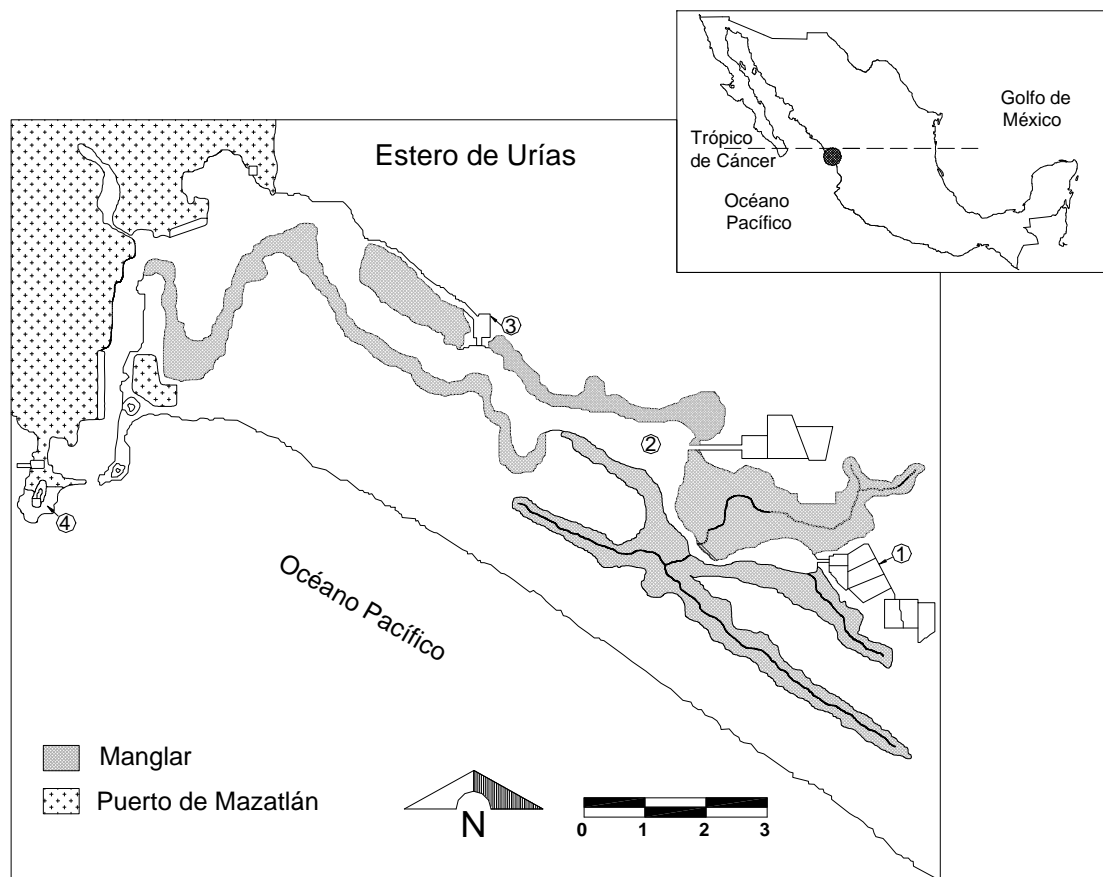 Golfo de
México
Trópico
de Cáncer
Océano
Pacífico
Estero de Urías
3
2
1
4
Océano Pacífico
Manglar
Puerto de Mazatlán
N
0 1 2 3